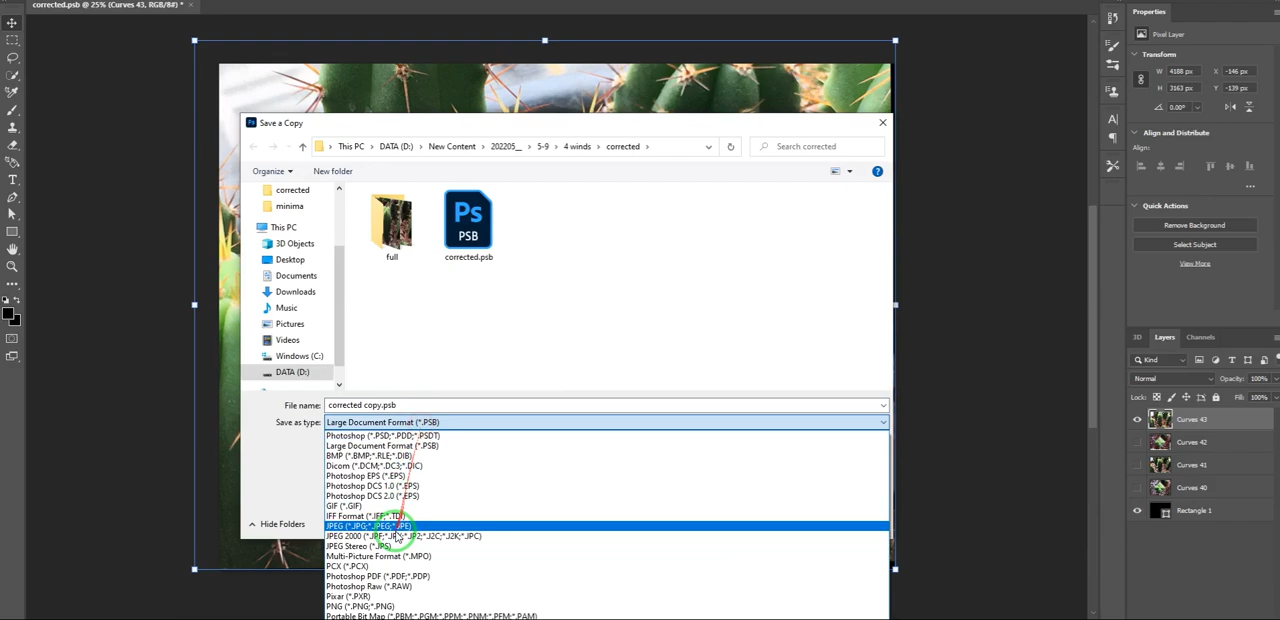 corrected.psb @ 25% (Curves 43, RGB/8#) * ×
Properties
Pixel Layer
Transform
W 4188 px X -146 px
H 3163 px Y -139 px
0.00°
Align and Distribute
Align:
Quick Actions
Remove Background
Select Subject
View More
3D Layers Channels
Kind
Normal Opacity: 100%
Lock: Fill: 100%
Curves 43
Curves 42
Curves 41
Curves 40
Rectangle 1
Ps Save a Copy
This PC › DATA (D:) › New Content › 202205__ › 5-9 › 4 winds › corrected ›
Search corrected
Organize New folder
corrected
minima
This PC
3D Objects
Desktop
Documents
Downloads
Music
Pictures
Videos
Windows (C:)
DATA (D:)
full
Ps
PSB
corrected.psb
File name: corrected copy.psb
Save as type: Large Document Format (*.PSB)
Photoshop (*.PSD;*.PDD;*.PSDT)
Large Document Format (*.PSB)
BMP (*.BMP;*.RLE;*.DIB)
Dicom (*.DCM;*.DC3;*.DIC)
Photoshop EPS (*.EPS)
Photoshop DCS 1.0 (*.EPS)
Photoshop DCS 2.0 (*.EPS)
GIF (*.GIF)
IFF Format (*.IFF;*.TDI)
JPEG (*.JPG;*.JPEG;*.JPE)
JPEG 2000 (*.JPF;*.JPX;*.JP2;*.J2C;*.J2K;*.JPC)
JPEG Stereo (*.JPS)
Multi-Picture Format (*.MPO)
PCX (*.PCX)
Photoshop PDF (*.PDF;*.PDP)
Photoshop Raw (*.RAW)
Pixar (*.PXR)
PNG (*.PNG;*.PNG)
Portable Bit Map (*.PBM;*.PGM;*.PPM;*.PNM;*.PFM;*.PAM)
Hide Folders